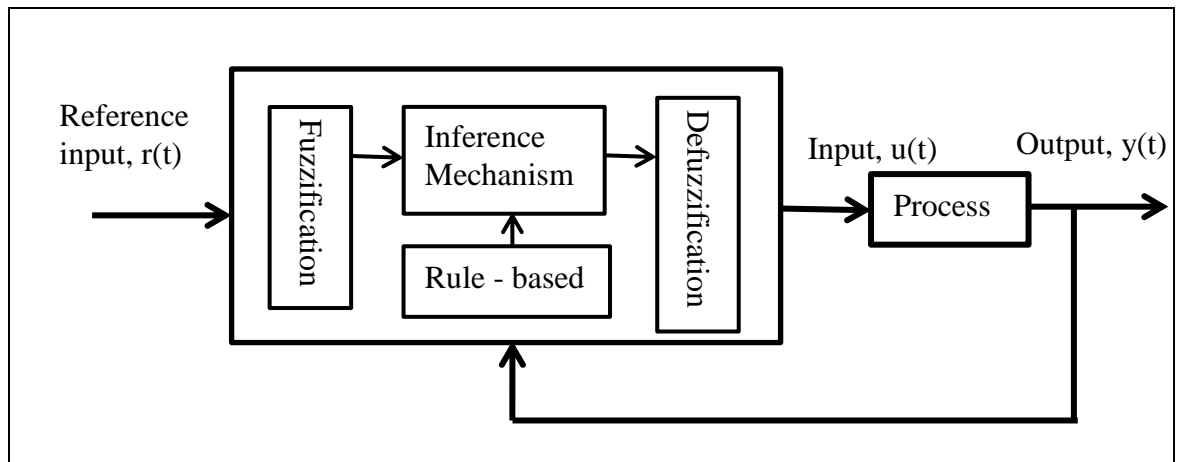 Reference
input, r(t)
Fuzzification
Inference
Mechanism
Rule - based
Defuzzification
Input, u(t)
Process
Output, y(t)